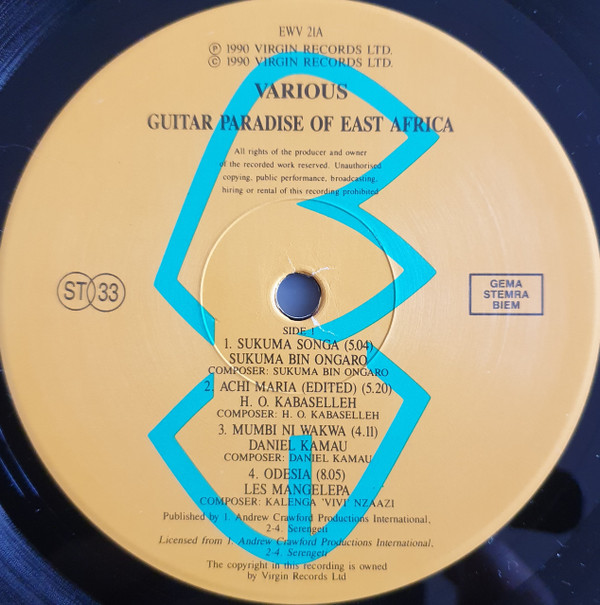 EWV 21A
Ⓟ 1990 VIRGIN RECORDS LTD.
© 1990 VIRGIN RECORDS LTD.
VARIOUS
GUITAR PARADISE OF EAST AFRICA
All rights of the producer and owner
of the recorded work reserved. Unauthorised
copying, public performance, broadcasting,
hiring or rental of this recording prohibited
ST 33
GEMA
STEMRA
BIEM
SIDE 1
1. SUKUMA SONGA (5.04)
SUKUMA BIN ONGARO
COMPOSER: SUKUMA BIN ONGARO
2. ACHI MARIA (EDITED) (5.20)
H. O. KABASELLEH
COMPOSER: H. O. KABASELLEH
3. MUMBI NI WAKWA (4.11)
DANIEL KAMAU
COMPOSER: DANIEL KAMAU
4. ODESIA (8.05)
LES MANGELEPA
COMPOSER: KALENGA 'VIVI' NZAAZI
Published by 1. Andrew Crawford Productions International,
2-4. Serengeti
Licensed from 1. Andrew Crawford Productions International,
2-4. Serengeti
The copyright in this recording is owned
by Virgin Records Ltd